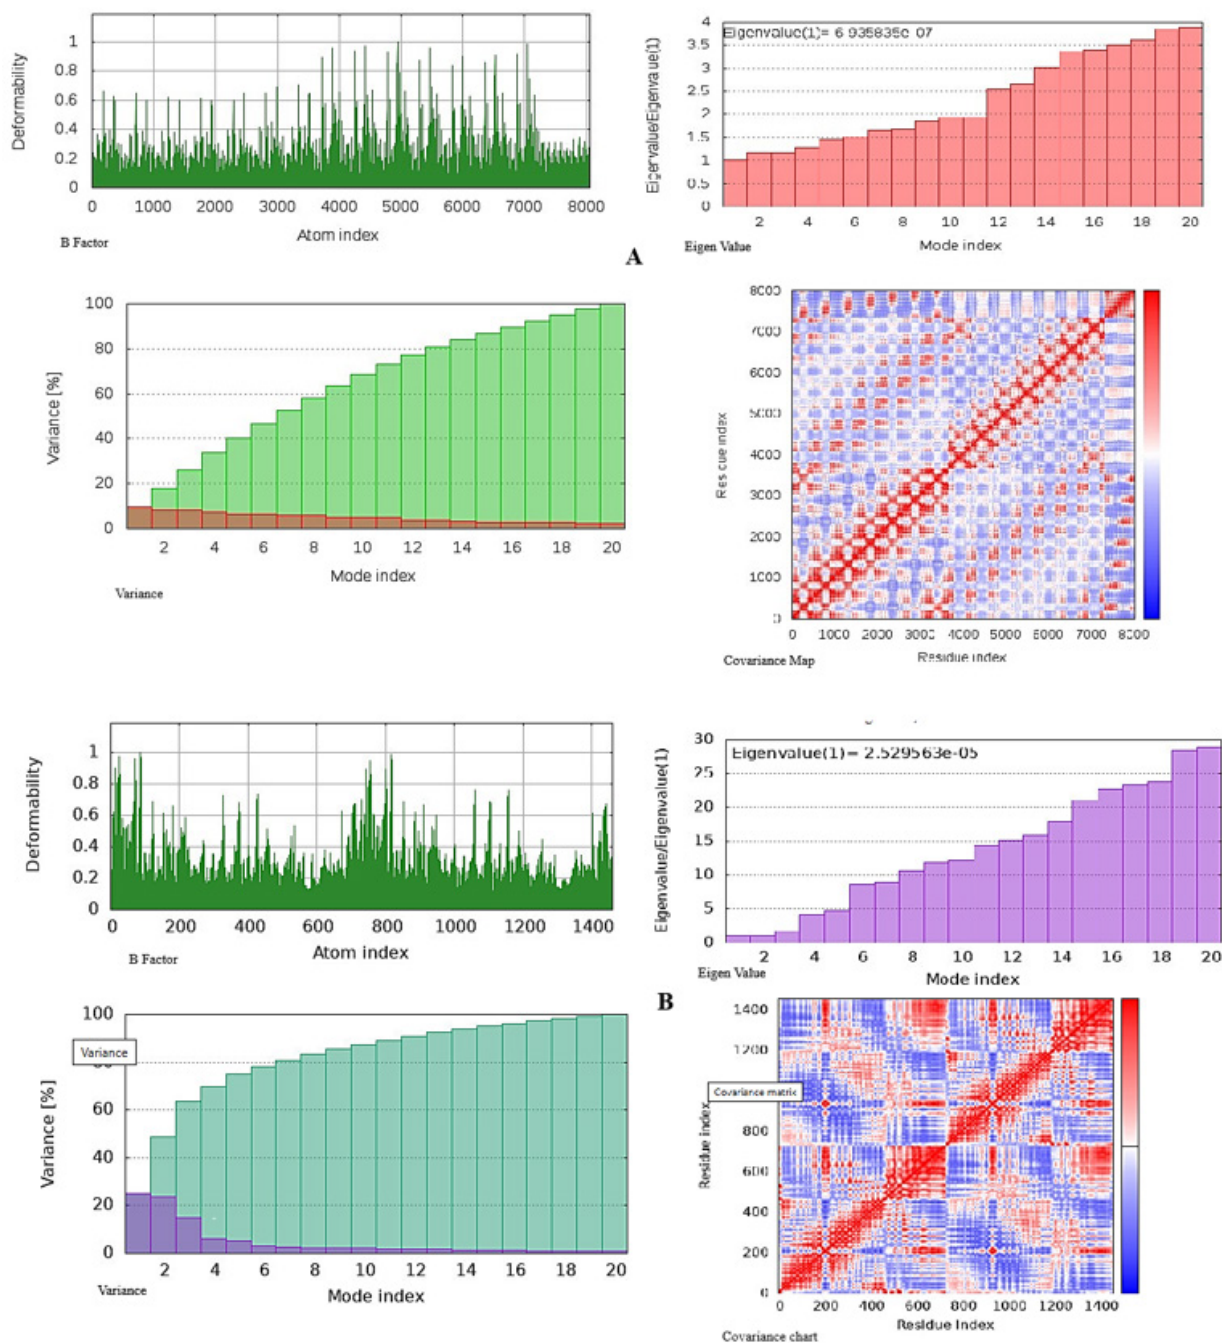 Deformability
1
0.8
0.6
0.4
0.2
0
0 1000 2000 3000 4000 5000 6000 7000 8000
Atom index
B Factor
Eigenvalue/Eigenvalue(1)
4
3.5
3
2.5
2
1.5
1
0.5
0
Eigenvalue(1)= 6.935835e-07
2 4 6 8 10 12 14 16 18 20
Mode index
Eigen Value
A
Variance [%]
100
80
60
40
20
0
2 4 6 8 10 12 14 16 18 20
Mode index
Variance
Residue index
8000
7000
6000
5000
4000
3000
2000
1000
0
0 1000 2000 3000 4000 5000 6000 7000 8000
Residue index
Covariance Map
Deformability
1
0.8
0.6
0.4
0.2
0
0 200 400 600 800 1000 1200 1400
Atom index
B Factor
Eigenvalue/Eigenvalue(1)
30
25
20
15
10
5
0
Eigenvalue(1)= 2.529563e-05
2 4 6 8 10 12 14 16 18 20
Mode index
Eigen Value
B
Variance [%]
100
Variance
60
40
20
0
2 4 6 8 10 12 14 16 18 20
Mode index
Variance
Residue index
1400
1200
Covariance matrix
800
600
400
200
0
0 200 400 600 800 1000 1200 1400
Residue Index
Covariance chart